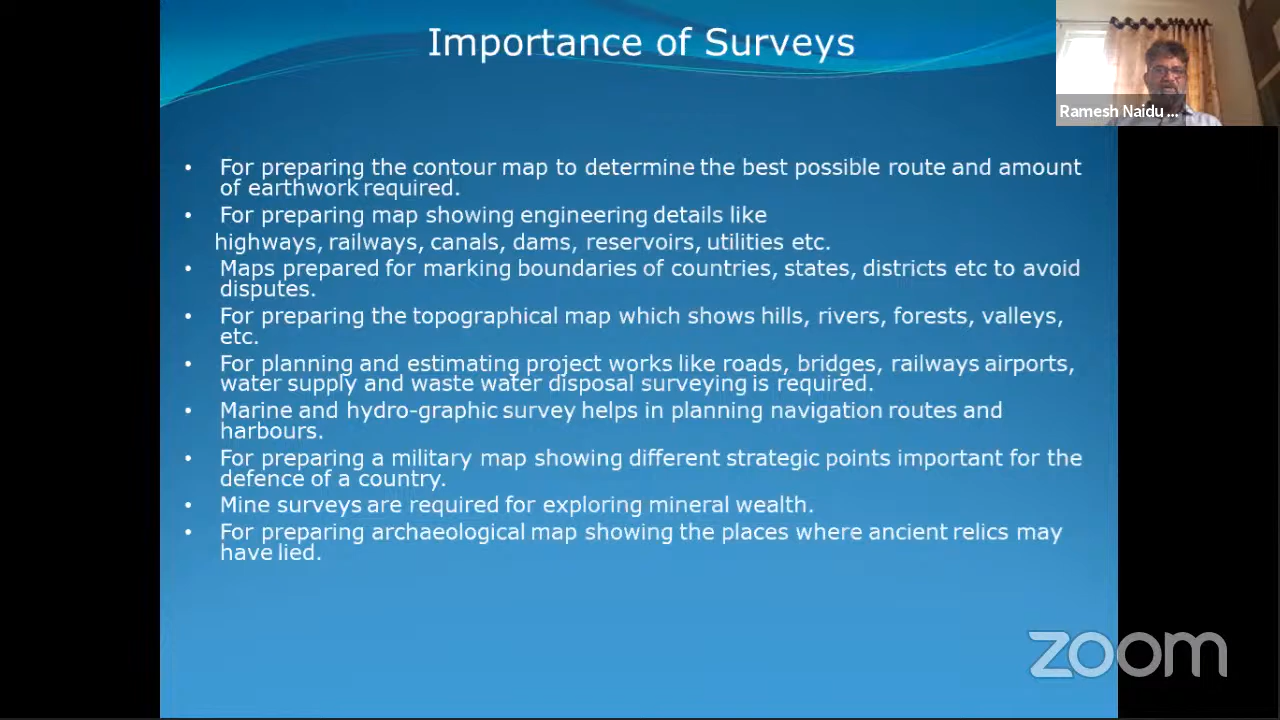 Importance of Surveys
Ramesh Naidu ...
• For preparing the contour map to determine the best possible route and amount
of earthwork required.
• For preparing map showing engineering details like
highways, railways, canals, dams, reservoirs, utilities etc.
• Maps prepared for marking boundaries of countries, states, districts etc to avoid
disputes.
• For preparing the topographical map which shows hills, rivers, forests, valleys,
etc.
• For planning and estimating project works like roads, bridges, railways airports,
water supply and waste water disposal surveying is required.
• Marine and hydro-graphic survey helps in planning navigation routes and
harbours.
• For preparing a military map showing different strategic points important for the
defence of a country.
• Mine surveys are required for exploring mineral wealth.
• For preparing archaeological map showing the places where ancient relics may
have lied.
zoom